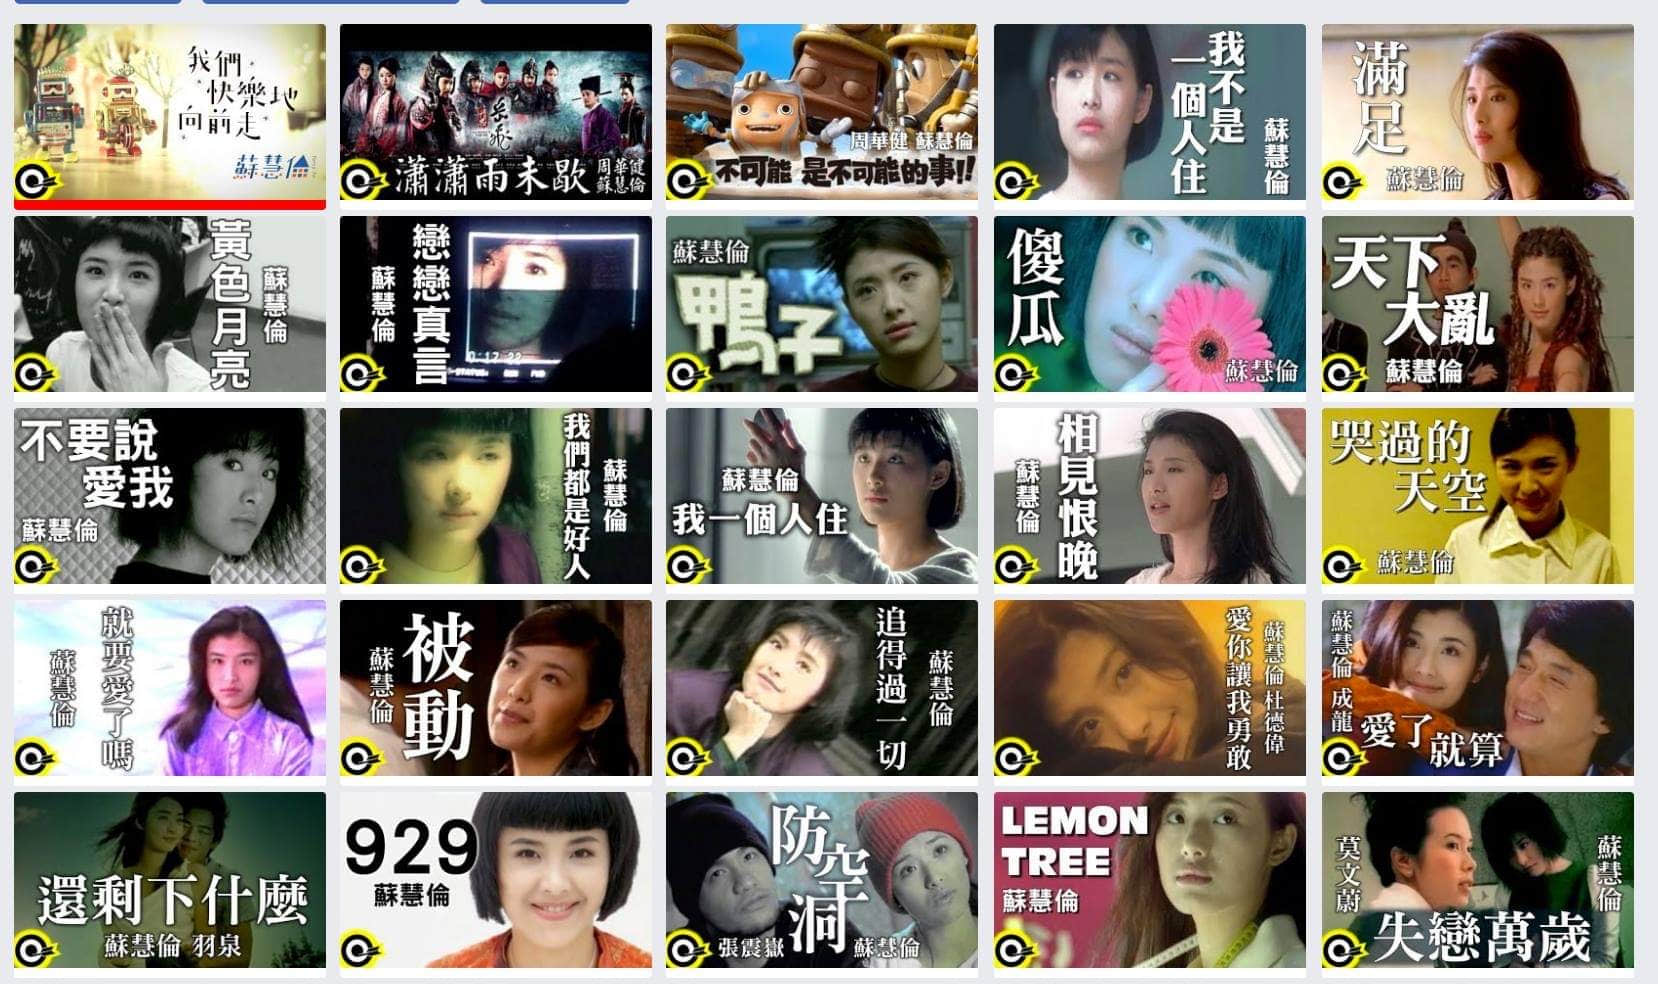 我們
快樂地
向前走
蘇慧倫
岳飛
瀟瀟雨未歇
周華健
蘇慧倫
周華健 蘇慧倫
不可能 是不可能的事!!
我不是
一個人住
蘇慧倫
滿足
蘇慧倫
黃色月亮
蘇慧倫
戀戀真言
蘇慧倫
蘇慧倫
鴨子
傻瓜
蘇慧倫
天下
大亂
蘇慧倫
不要說
愛我
蘇慧倫
我們都是好人
蘇慧倫
蘇慧倫
我一個人住
相見恨晚
蘇慧倫
哭過的
天空
蘇慧倫
就要愛了嗎
蘇慧倫
被動
蘇慧倫
追得過一切
蘇慧倫
愛你讓我勇敢
蘇慧倫 杜德偉
蘇慧倫 成龍
愛了
就算
還剩下什麼
蘇慧倫 羽泉
929
蘇慧倫
防空洞
張震嶽
蘇慧倫
LEMON
TREE
蘇慧倫
莫文蔚
蘇慧倫
失戀萬歲